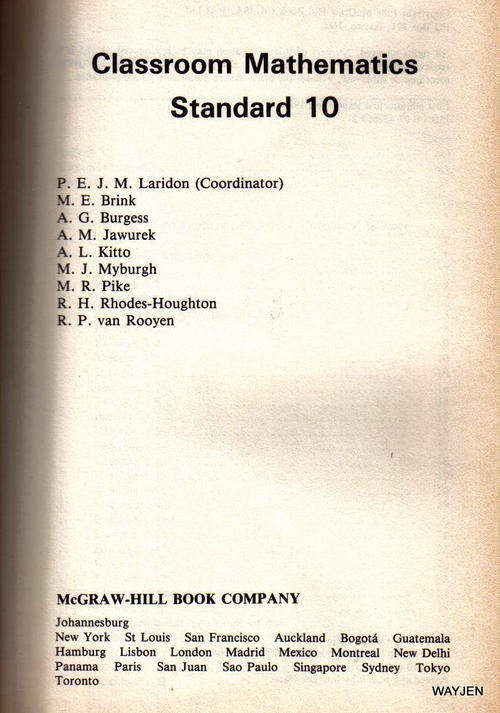 Classroom Mathematics
Standard 10
P. E. J. M. Laridon (Coordinator)
M. E. Brink
A. G. Burgess
A. M. Jawurek
A. L. Kitto
M. J. Myburgh
M. R. Pike
R. H. Rhodes-Houghton
R. P. van Rooyen
McGRAW-HILL BOOK COMPANY
Johannesburg
New York St Louis San Francisco Auckland Bogotá Guatemala
Hamburg Lisbon London Madrid Mexico Montreal New Delhi
Panama Paris San Juan Sao Paulo Singapore Sydney Tokyo
Toronto
WAYJEN